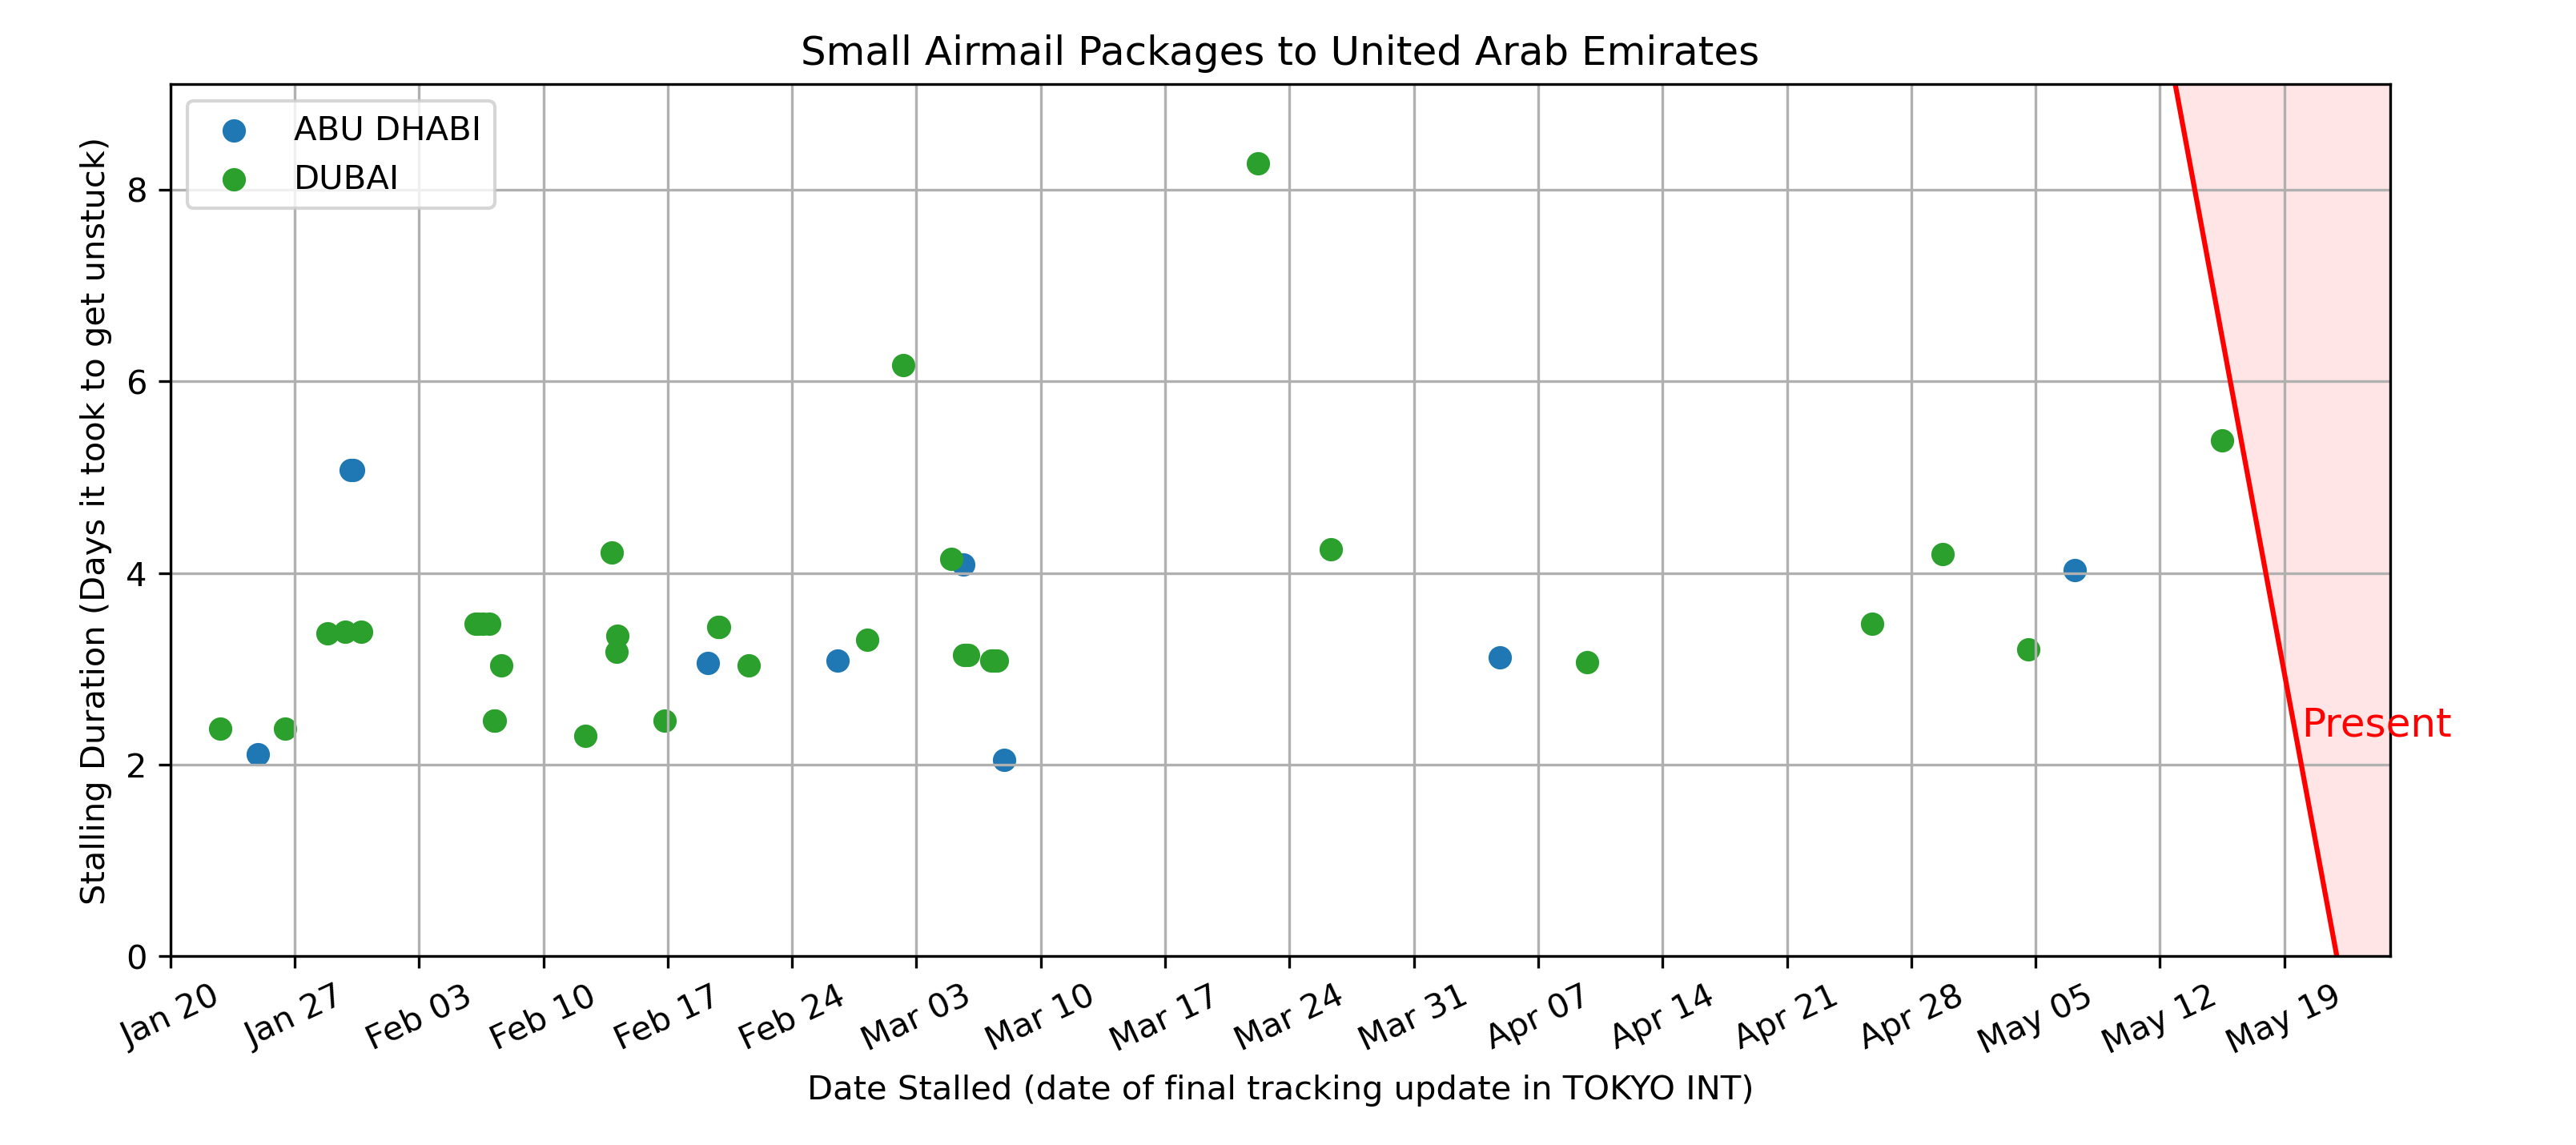 Small Airmail Packages to United Arab Emirates
ABU DHABI
DUBAI
Stalling Duration (Days it took to get unstuck)
8
6
4
2
0
Present
Jan 20
Jan 27
Feb 03
Feb 10
Feb 17
Feb 24
Mar 03
Mar 10
Mar 17
Mar 24
Mar 31
Apr 07
Apr 14
Apr 21
Apr 28
May 05
May 12
May 19
Date Stalled (date of final tracking update in TOKYO INT)